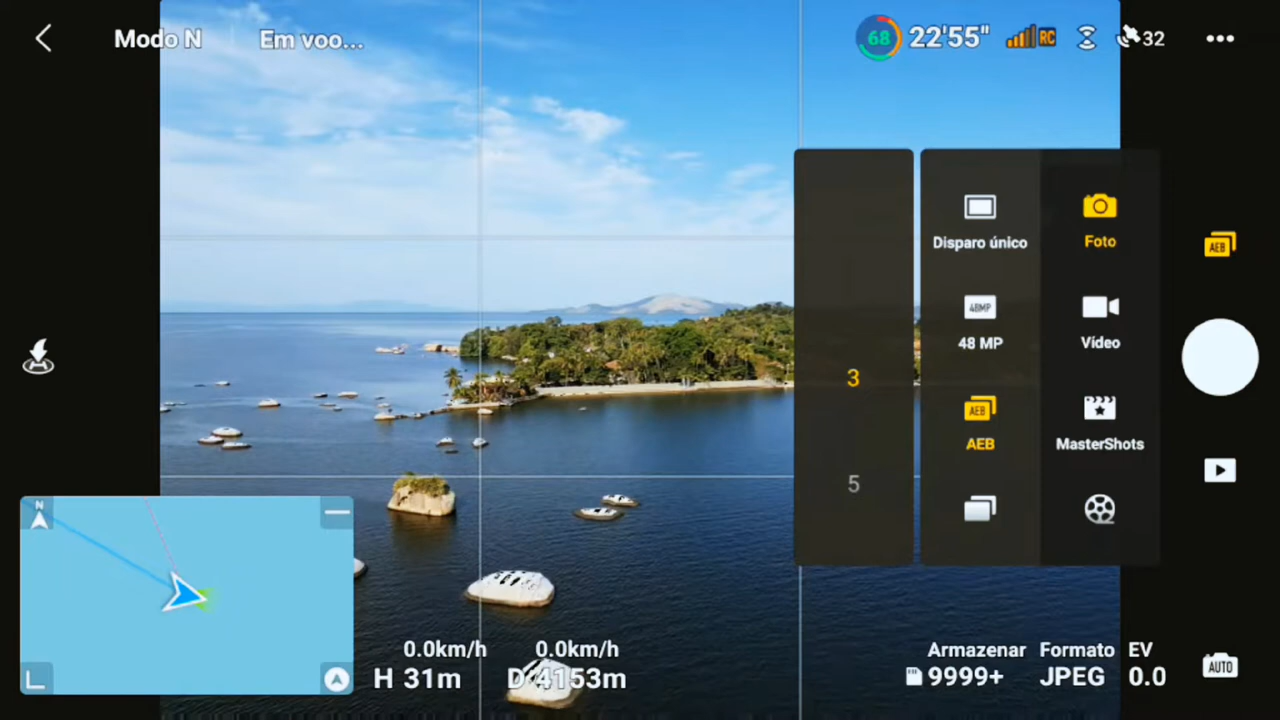 Modo N
Em voo...
68
22'55"
RC
32
Disparo único
Foto
AEB
48MP
48 MP
Vídeo
3
AEB
AEB
MasterShots
5
N
0.0km/h
0.0km/h
H 31m
D 4153m
Armazenar
Formato
EV
9999+
JPEG
0.0
AUTO